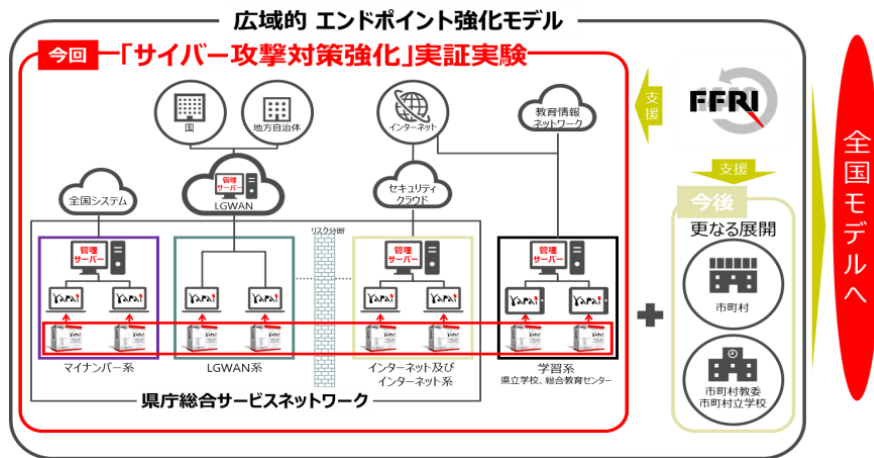 広域的 エンドポイント強化モデル
今回
「サイバー攻撃対策強化」実証実験
国
地方自治体
インターネット
教育情報
ネットワーク
支援
FFRI
支援
全国モデルへ
全国システム
管理
サーバー
LGWAN
セキュリティ
クラウド
リスク分断
管理
サーバー
管理
サーバー
管理
サーバー
Yarai
Yarai
Yarai
Yarai
Yarai
Yarai
Yarai
Yarai
マイナンバー系
LGWAN系
インターネット及び
インターネット系
学習系
県立学校、総合教育センター
県庁総合サービスネットワーク
今後
更なる展開
市町村
市町村教委
市町村立学校